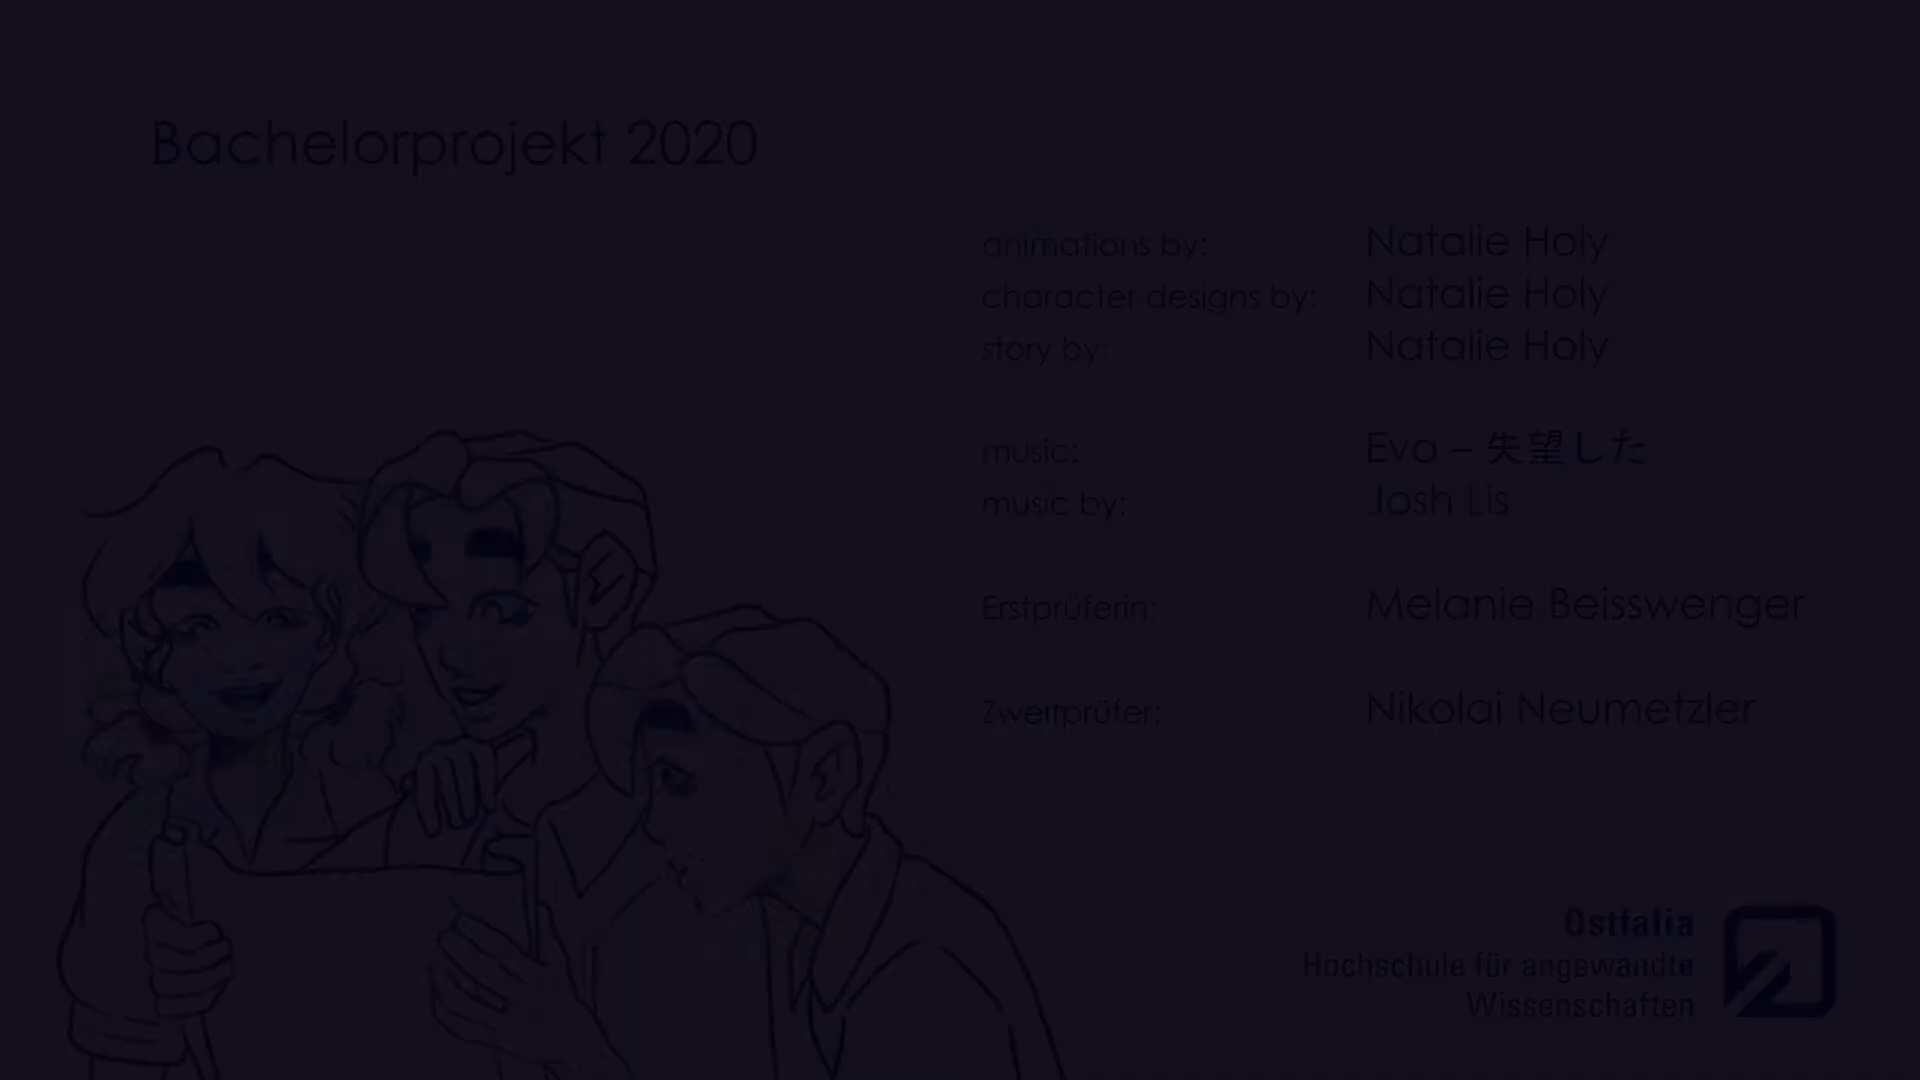 Bachelorprojekt 2020
animations by: Natalie Holy
character designs by: Natalie Holy
story by: Natalie Holy
music: Eva – 失望した
music by: Josh Lis
Erstprüferin: Melanie Beisswenger
Zweitprüfer: Nikolai Neumetzler
Ostfalia
Hochschule für angewandte
Wissenschaften